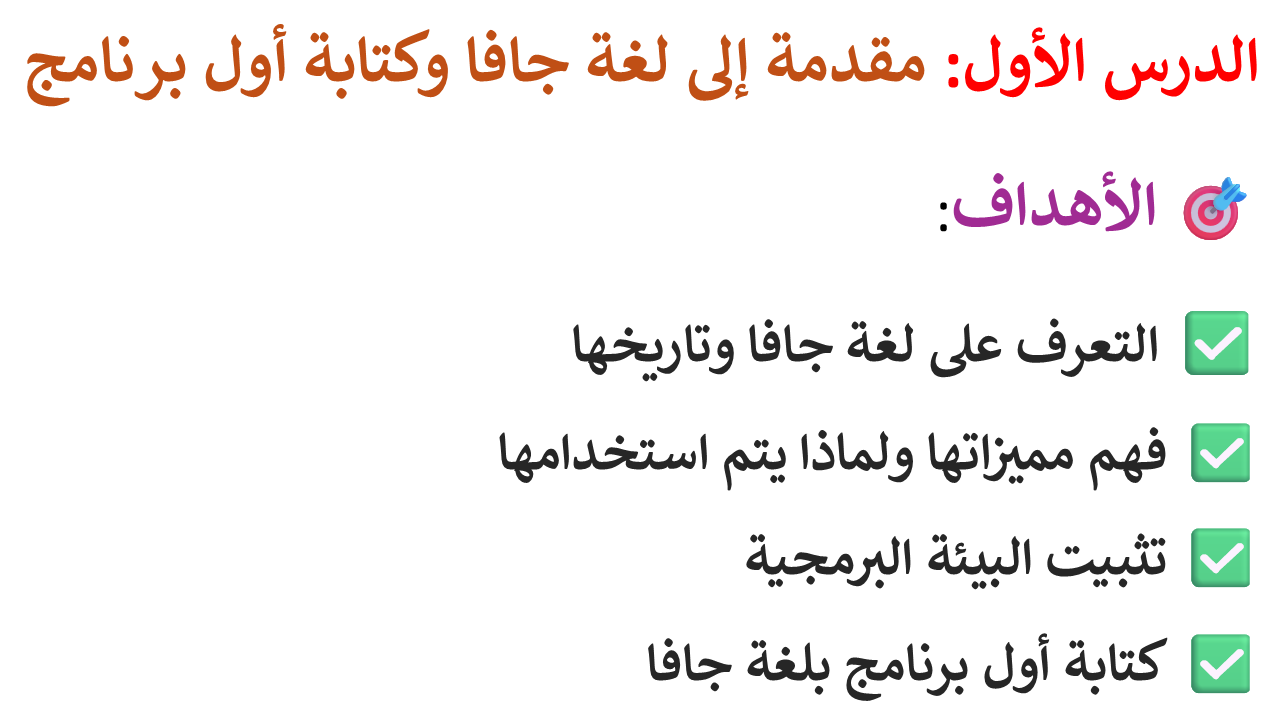 الدرس الأول: مقدمة إلى لغة جافا وكتابة أول برنامج
🎯 الأهداف:
✅ التعرف على لغة جافا وتاريخها
✅ فهم مميزاتها ولماذا يتم استخدامها
✅ تثبيت البيئة البرمجية
✅ كتابة أول برنامج بلغة جافا